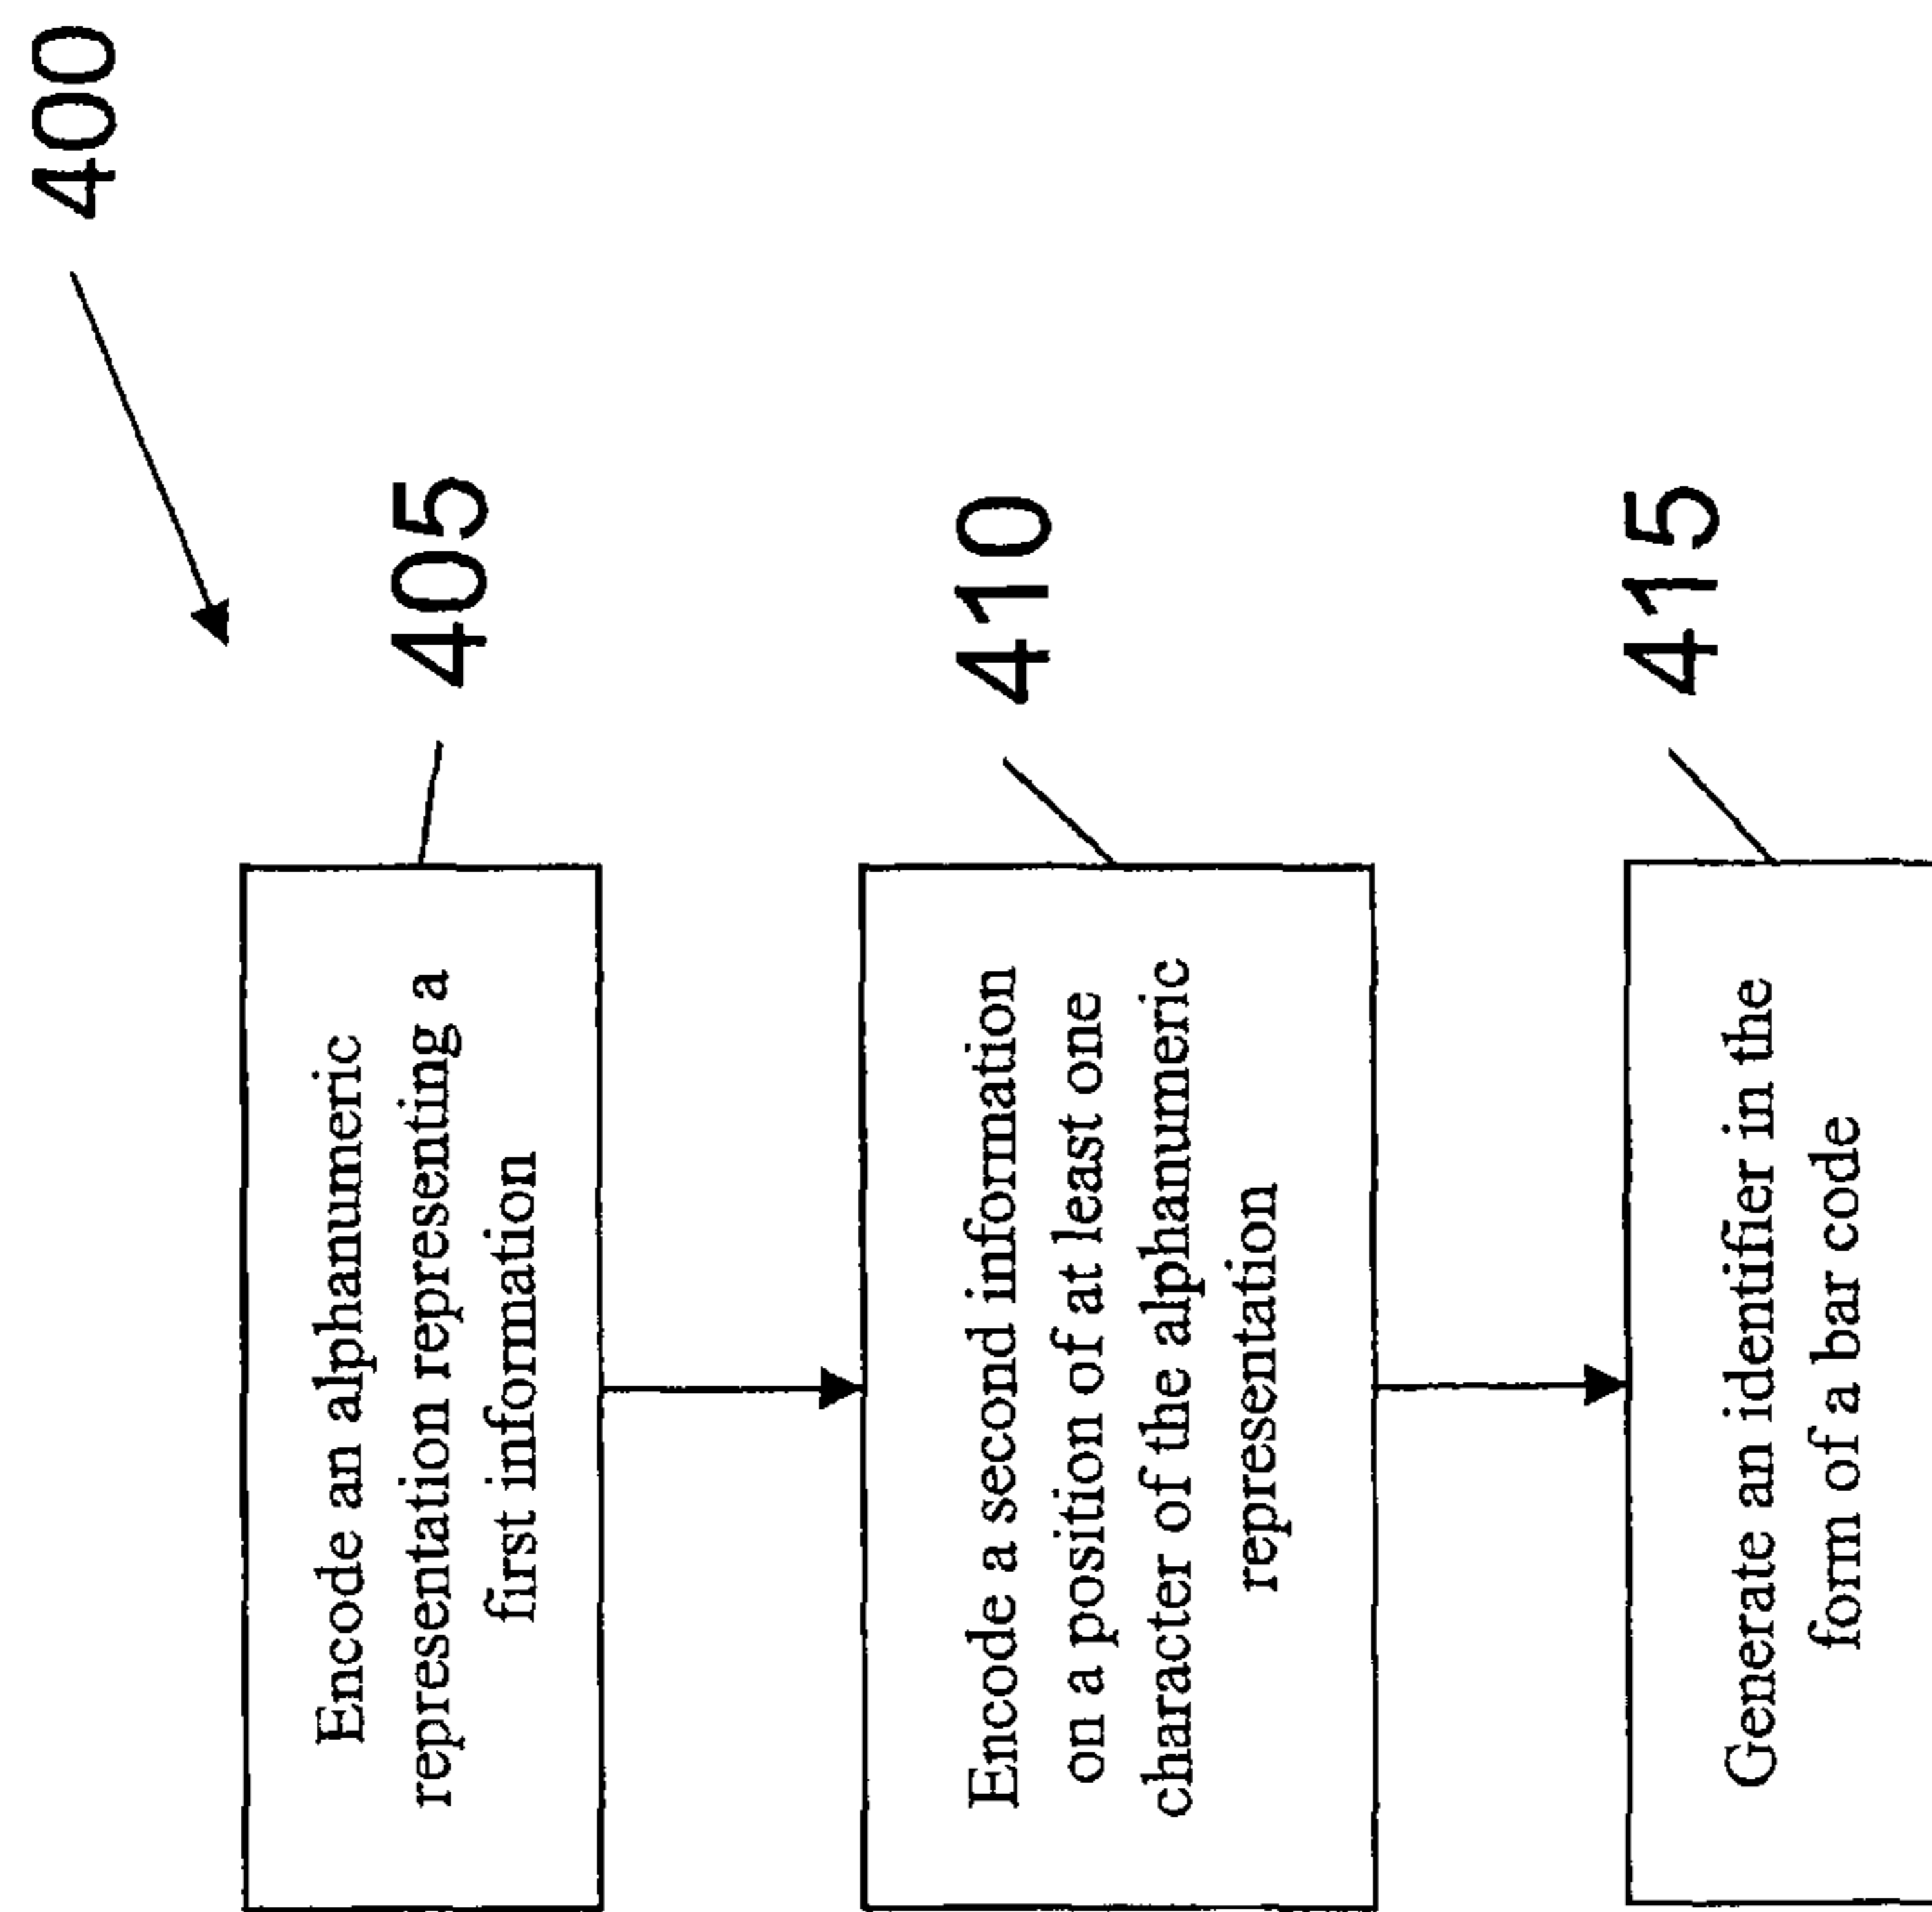 400
405
Encode an alphanumeric
representation representing a
first information
410
Encode a second information
on a position of at least one
character of the alphanumeric
representation
415
Generate an identifier in the
form of a bar code